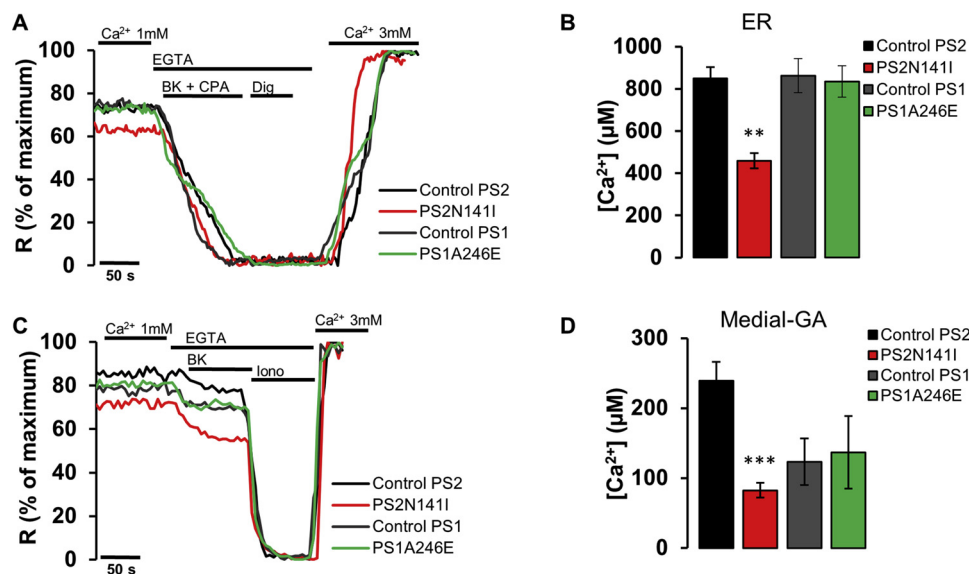 A
Ca²⁺ 1mM
Ca²⁺ 3mM
EGTA
BK + CPA
Dig
100
80
60
40
20
0
R (% of maximum)
Control PS2
PS2N141I
Control PS1
PS1A246E
50 s
B
ER
1000
800
600
400
200
0
[Ca²⁺] (µM)
**
Control PS2
PS2N141I
Control PS1
PS1A246E
C
Ca²⁺ 1mM
Ca²⁺ 3mM
EGTA
BK
Iono
100
80
60
40
20
0
R (% of maximum)
Control PS2
PS2N141I
Control PS1
PS1A246E
50 s
D
Medial-GA
300
200
100
0
[Ca²⁺] (µM)
***
Control PS2
PS2N141I
Control PS1
PS1A246E